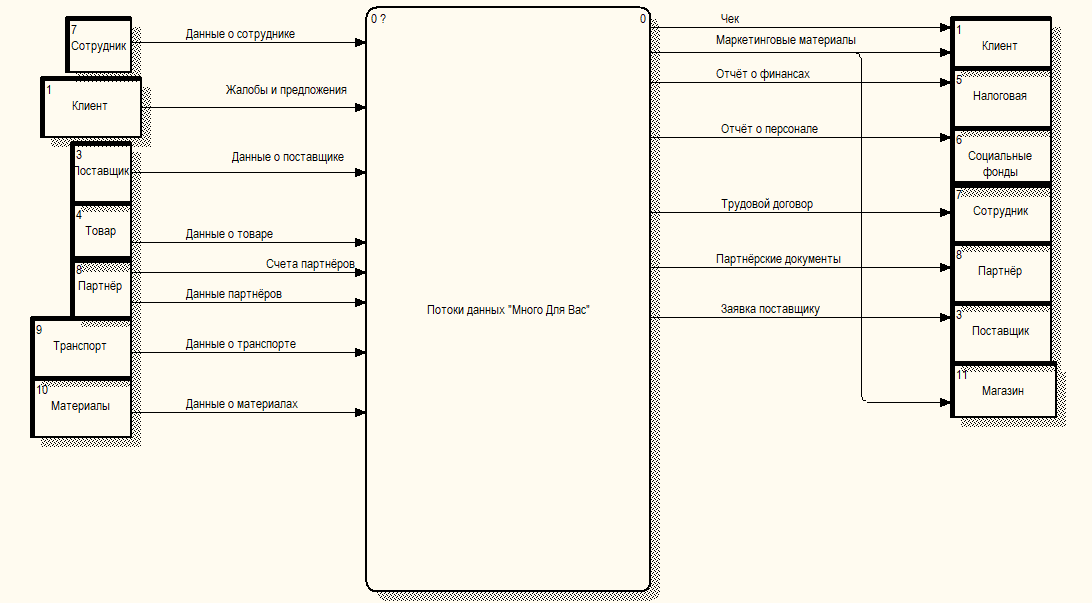 7
Сотрудник
Данные о сотруднике
1
Клиент
Жалобы и предложения
3
Поставщик
Данные о поставщике
4
Товар
Данные о товаре
8
Партнёр
Счета партнёров
Данные партнёров
9
Транспорт
Данные о транспорте
10
Материалы
Данные о материалах
0 ?
0
Потоки данных "Много Для Вас"
Чек
Маркетинговые материалы
1
Клиент
Отчёт о финансах
5
Налоговая
Отчёт о персонале
6
Социальные
фонды
Трудовой договор
7
Сотрудник
Партнёрские документы
8
Партнёр
Заявка поставщику
3
Поставщик
11
Магазин